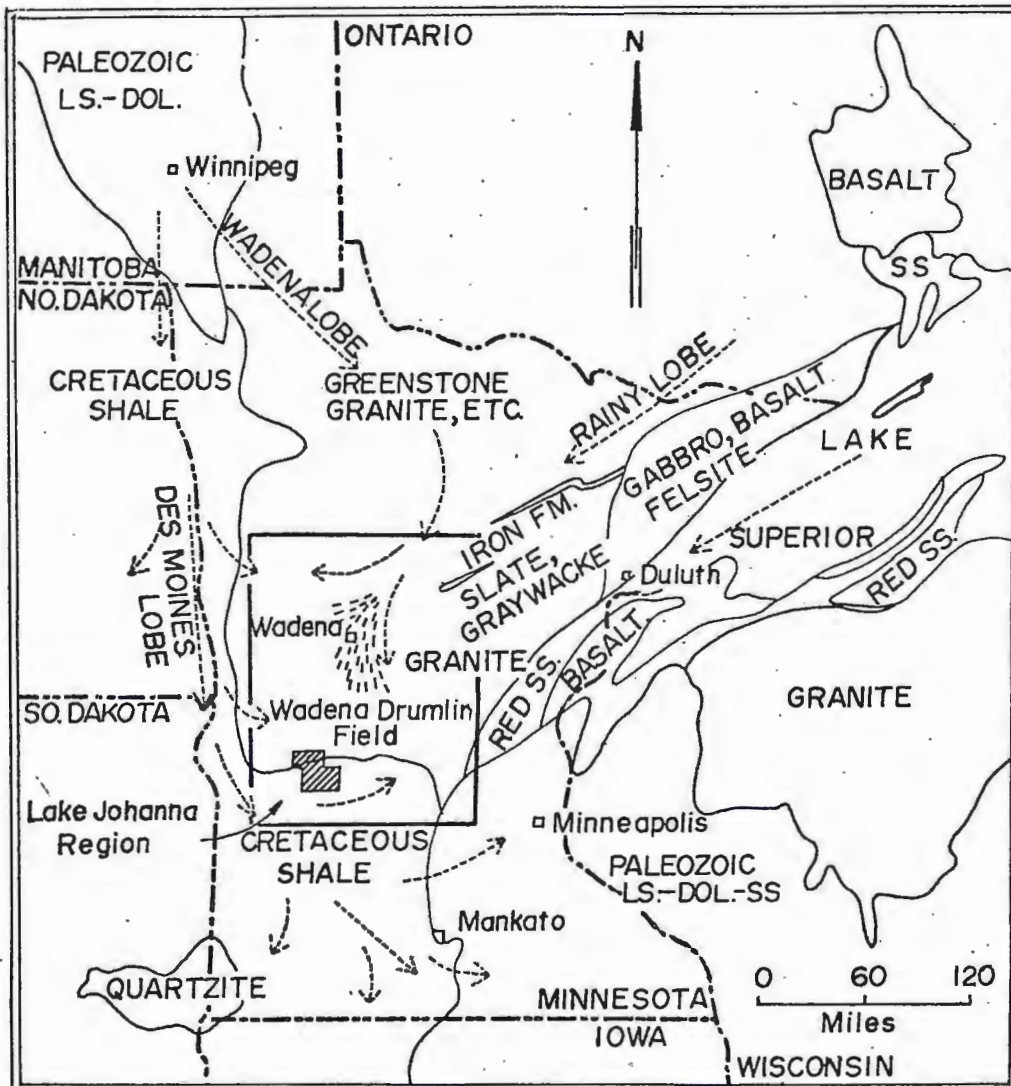 ONTARIO
N
PALEOZOIC
LS.-DOL.
Winnipeg
BASALT
WADENA LOBE
SS
MANITOBA
NO. DAKOTA
CRETACEOUS
SHALE
GREENSTONE
GRANITE, ETC.
RAINY LOBE
GABBRO, BASALT
FELSITE
LAKE
SUPERIOR
IRON FM.
SLATE,
GRAYWACKE
DES MOINES
LOBE
Duluth
RED SS.
Wadena
GRANITE
RED SS.
BASALT
GRANITE
SO. DAKOTA
Wadena Drumlin
Field
Lake Johanna
Region
CRETACEOUS
SHALE
Minneapolis
PALEOZOIC
LS.-DOL.-SS
Mankato
QUARTZITE
0 60 120
Miles
MINNESOTA
IOWA
WISCONSIN